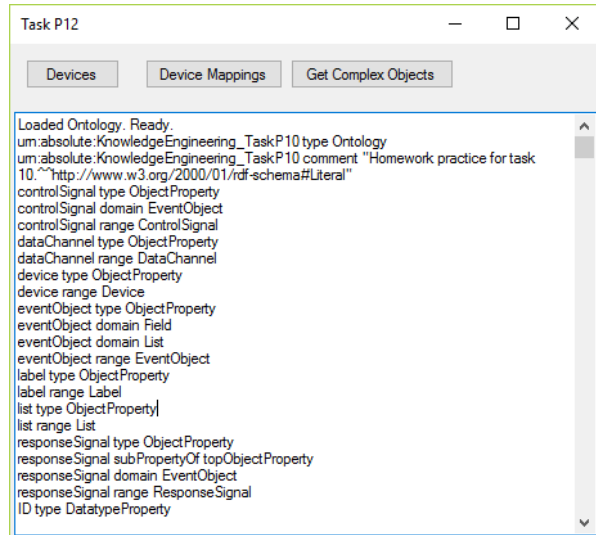 Task P12
Devices
Device Mappings
Get Complex Objects
Loaded Ontology. Ready.
urn:absolute:KnowledgeEngineering_TaskP10 type Ontology
urn:absolute:KnowledgeEngineering_TaskP10 comment "Homework practice for task
10.^^http://www.w3.org/2000/01/rdf-schema#Literal"
controlSignal type ObjectProperty
controlSignal domain EventObject
controlSignal range ControlSignal
dataChannel type ObjectProperty
dataChannel range DataChannel
device type ObjectProperty
device range Device
eventObject type ObjectProperty
eventObject domain Field
eventObject domain List
eventObject range EventObject
label type ObjectProperty
label range Label
list type ObjectProperty
list range List
responseSignal type ObjectProperty
responseSignal subPropertyOf topObjectProperty
responseSignal domain EventObject
responseSignal range ResponseSignal
ID type DatatypeProperty